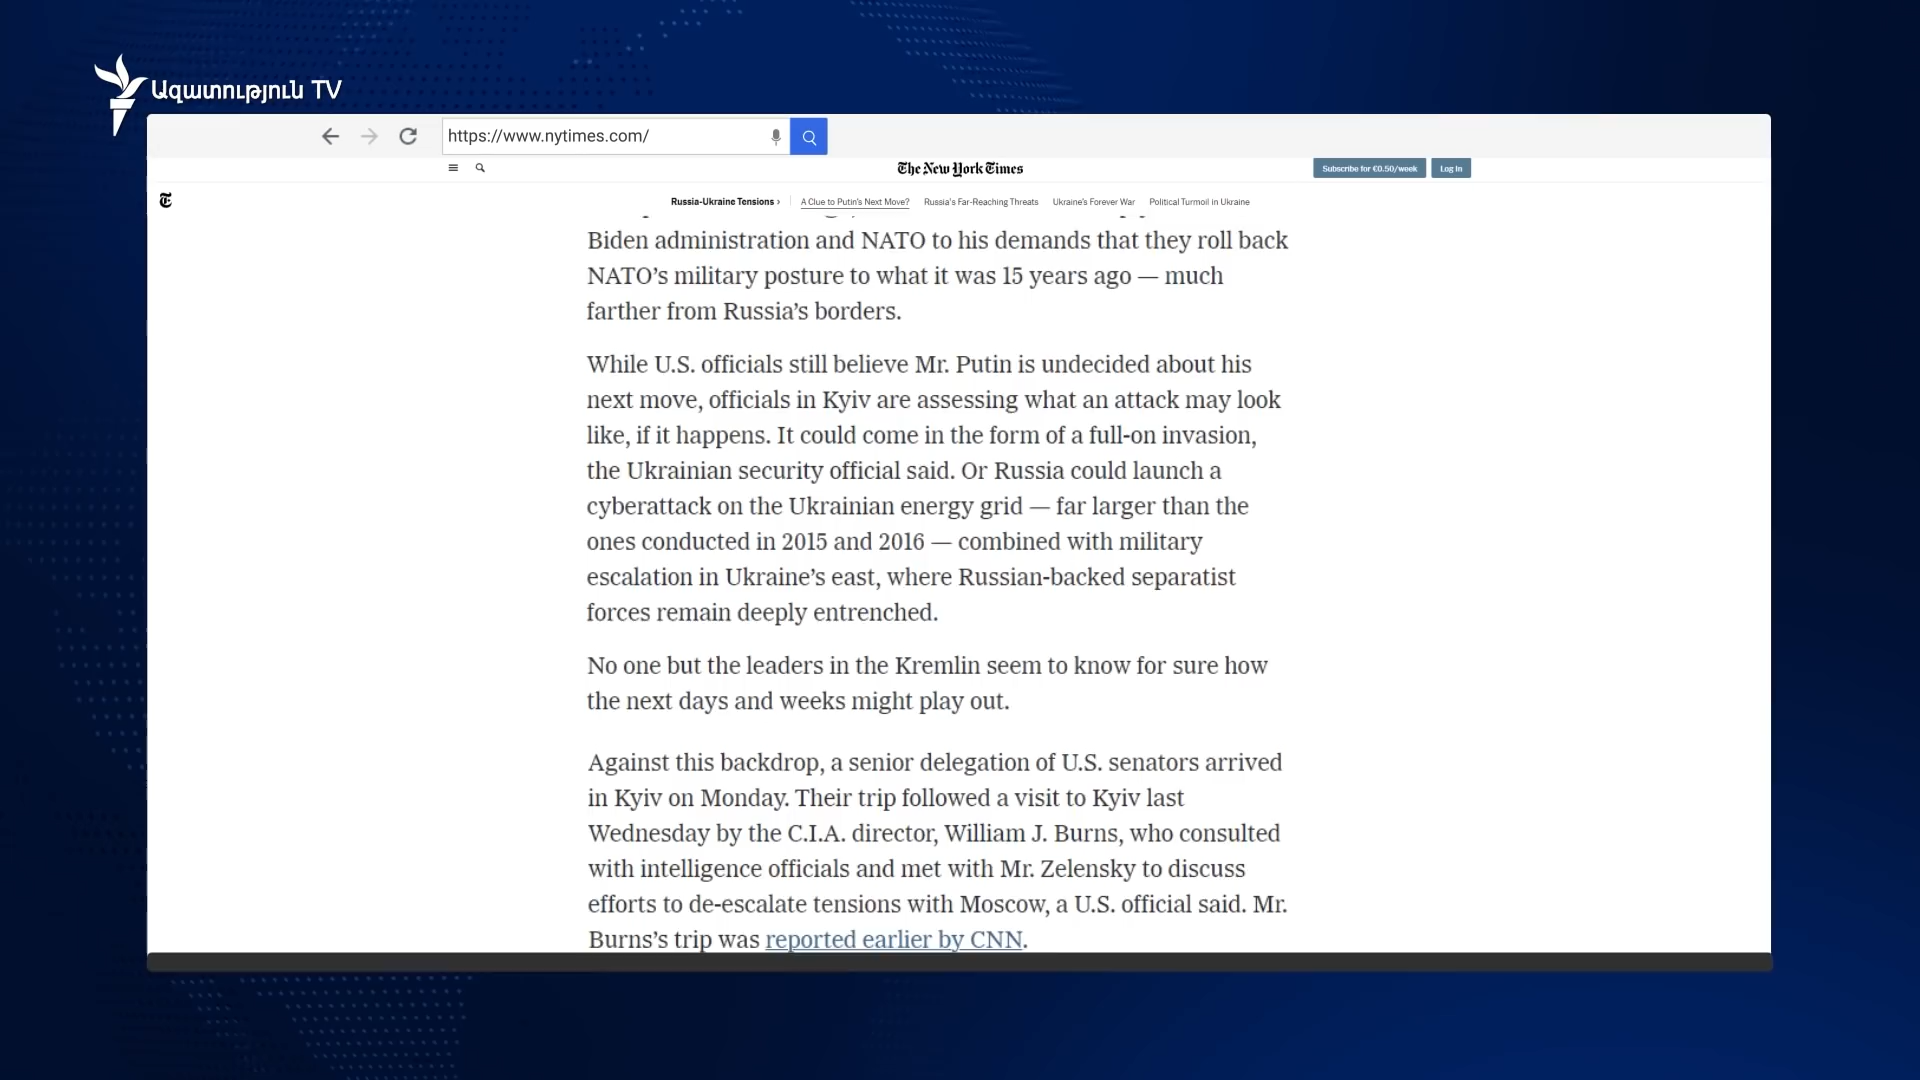 Ազատություն TV
https://www.nytimes.com/
The New York Times
Subscribe for €0.50/week
Log in
Russia-Ukraine Tensions ›
A Clue to Putin's Next Move?
Russia's Far-Reaching Threats
Ukraine's Forever War
Political Turmoil in Ukraine
Biden administration and NATO to his demands that they roll back
NATO’s military posture to what it was 15 years ago — much
farther from Russia’s borders.
While U.S. officials still believe Mr. Putin is undecided about his
next move, officials in Kyiv are assessing what an attack may look
like, if it happens. It could come in the form of a full-on invasion,
the Ukrainian security official said. Or Russia could launch a
cyberattack on the Ukrainian energy grid — far larger than the
ones conducted in 2015 and 2016 — combined with military
escalation in Ukraine’s east, where Russian-backed separatist
forces remain deeply entrenched.
No one but the leaders in the Kremlin seem to know for sure how
the next days and weeks might play out.
Against this backdrop, a senior delegation of U.S. senators arrived
in Kyiv on Monday. Their trip followed a visit to Kyiv last
Wednesday by the C.I.A. director, William J. Burns, who consulted
with intelligence officials and met with Mr. Zelensky to discuss
efforts to de-escalate tensions with Moscow, a U.S. official said. Mr.
Burns’s trip was reported earlier by CNN.